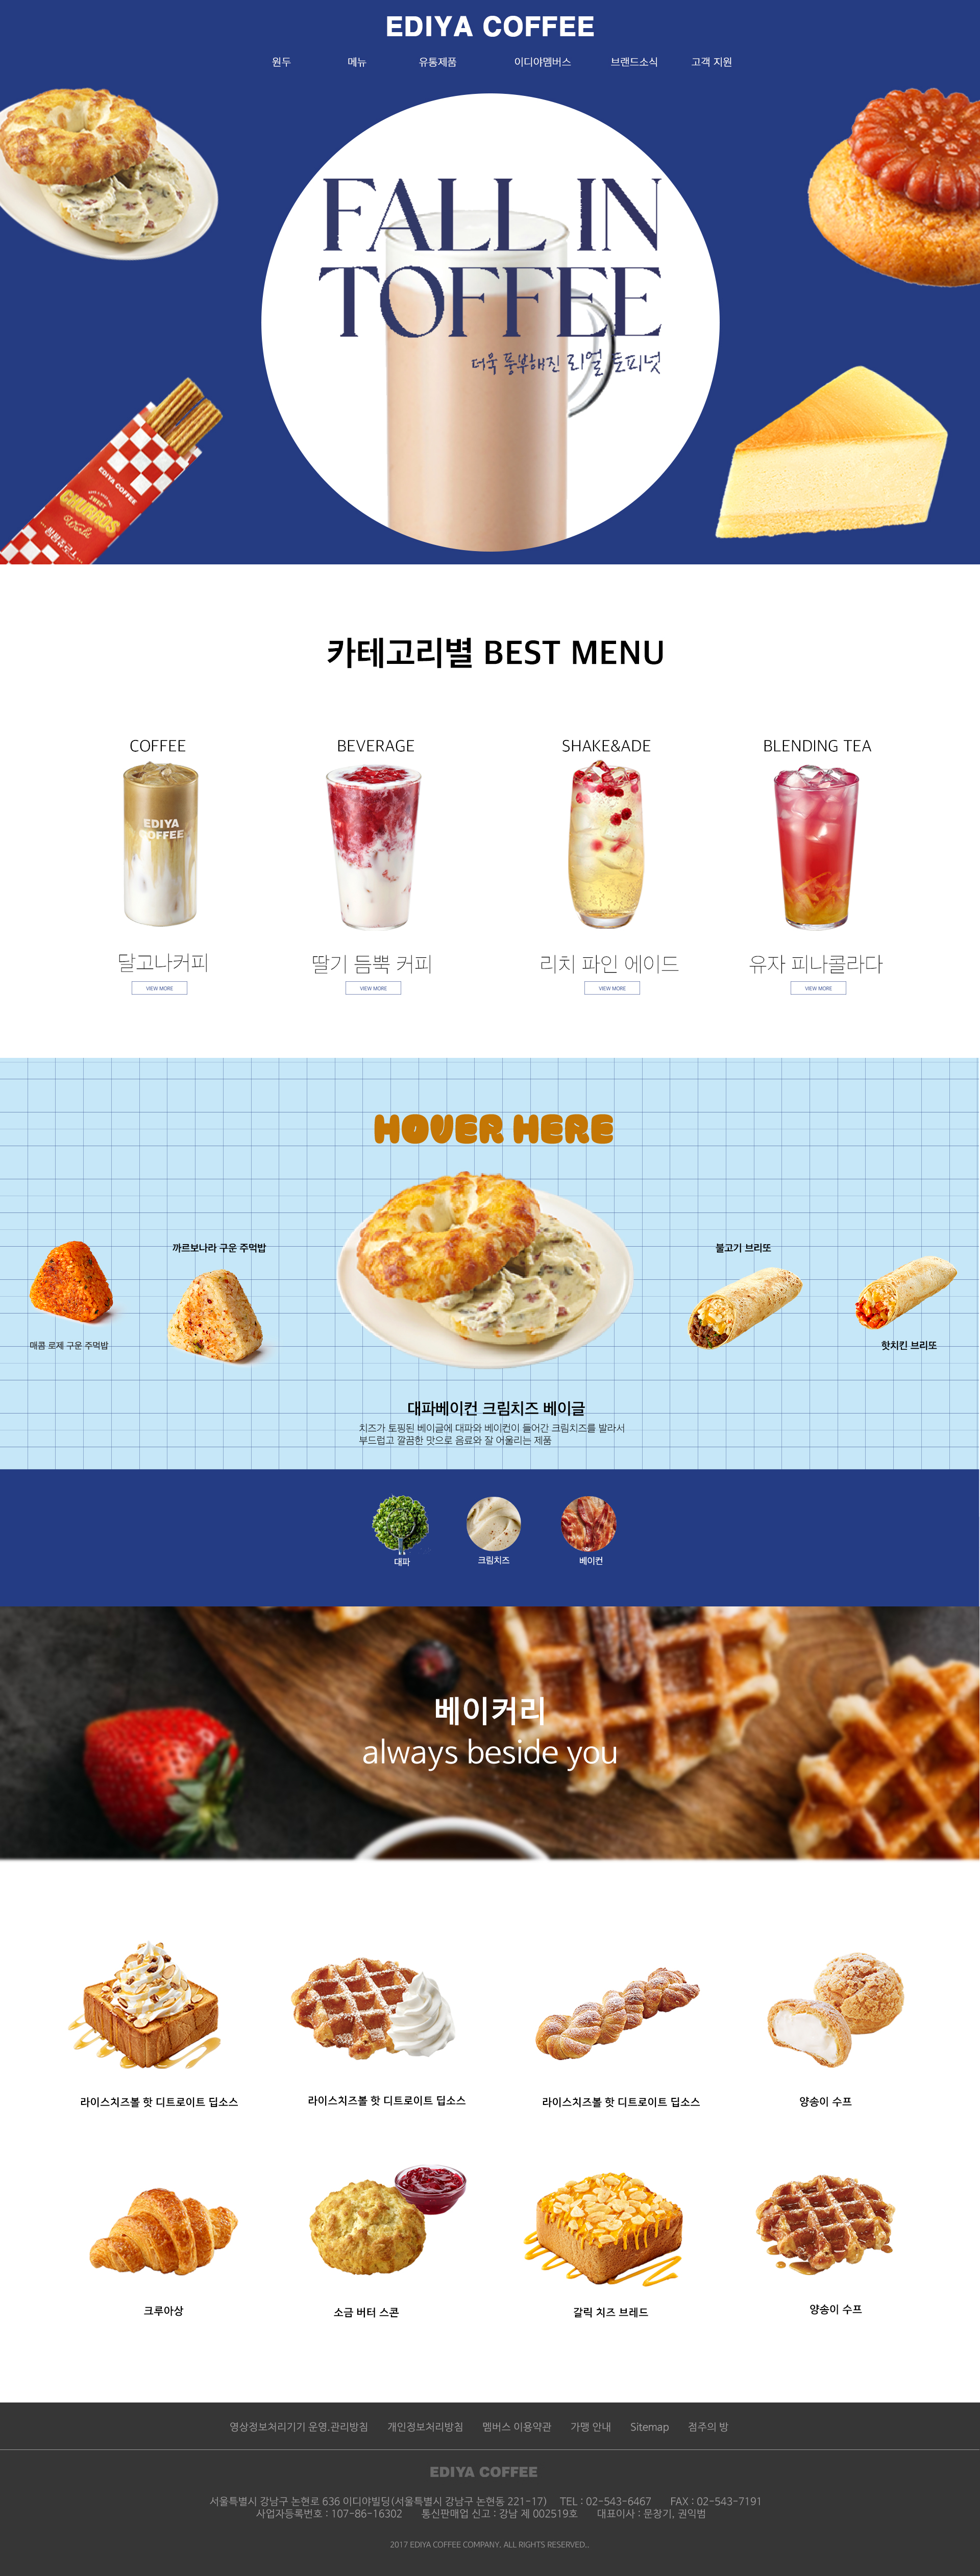 EDIYA COFFEE
원두 메뉴 유통제품 이디야멤버스 브랜드소식 고객 지원
FALL IN
TOFFEE
더욱 풍부해진 리얼 토피넛
EDIYA COFFEE
SWEET
CHURROS
World
카테고리별 BEST MENU
COFFEE BEVERAGE SHAKE&ADE BLENDING TEA
EDIYA
COFFEE
달고나커피 딸기 듬뿍 커피 리치 파인 에이드 유자 피나콜라다
VIEW MORE VIEW MORE VIEW MORE VIEW MORE
HOVER HERE
까르보나라 구운 주먹밥 불고기 브리또
매콤 로제 구운 주먹밥 핫치킨 브리또
대파베이컨 크림치즈 베이글
치즈가 토핑된 베이글에 대파와 베이컨이 들어간 크림치즈를 발라서
부드럽고 깔끔한 맛으로 음료와 잘 어울리는 제품
대파 크림치즈 베이컨
베이커리
always beside you
라이스치즈볼 핫 디트로이트 딥소스 라이스치즈볼 핫 디트로이트 딥소스 라이스치즈볼 핫 디트로이트 딥소스 양송이 수프
크루아상 소금 버터 스콘 갈릭 치즈 브레드 양송이 수프
영상정보처리기기 운영.관리방침 개인정보처리방침 멤버스 이용약관 가맹 안내 Sitemap 점주의 방
EDIYA COFFEE
서울특별시 강남구 논현로 636 이디야빌딩(서울특별시 강남구 논현동 221-17) TEL : 02-543-6467 FAX : 02-543-7191
사업자등록번호 : 107-86-16302 통신판매업 신고 : 강남 제 002519호 대표이사 : 문창기, 권익범
2017 EDIYA COFFEE COMPANY. ALL RIGHTS RESERVED..